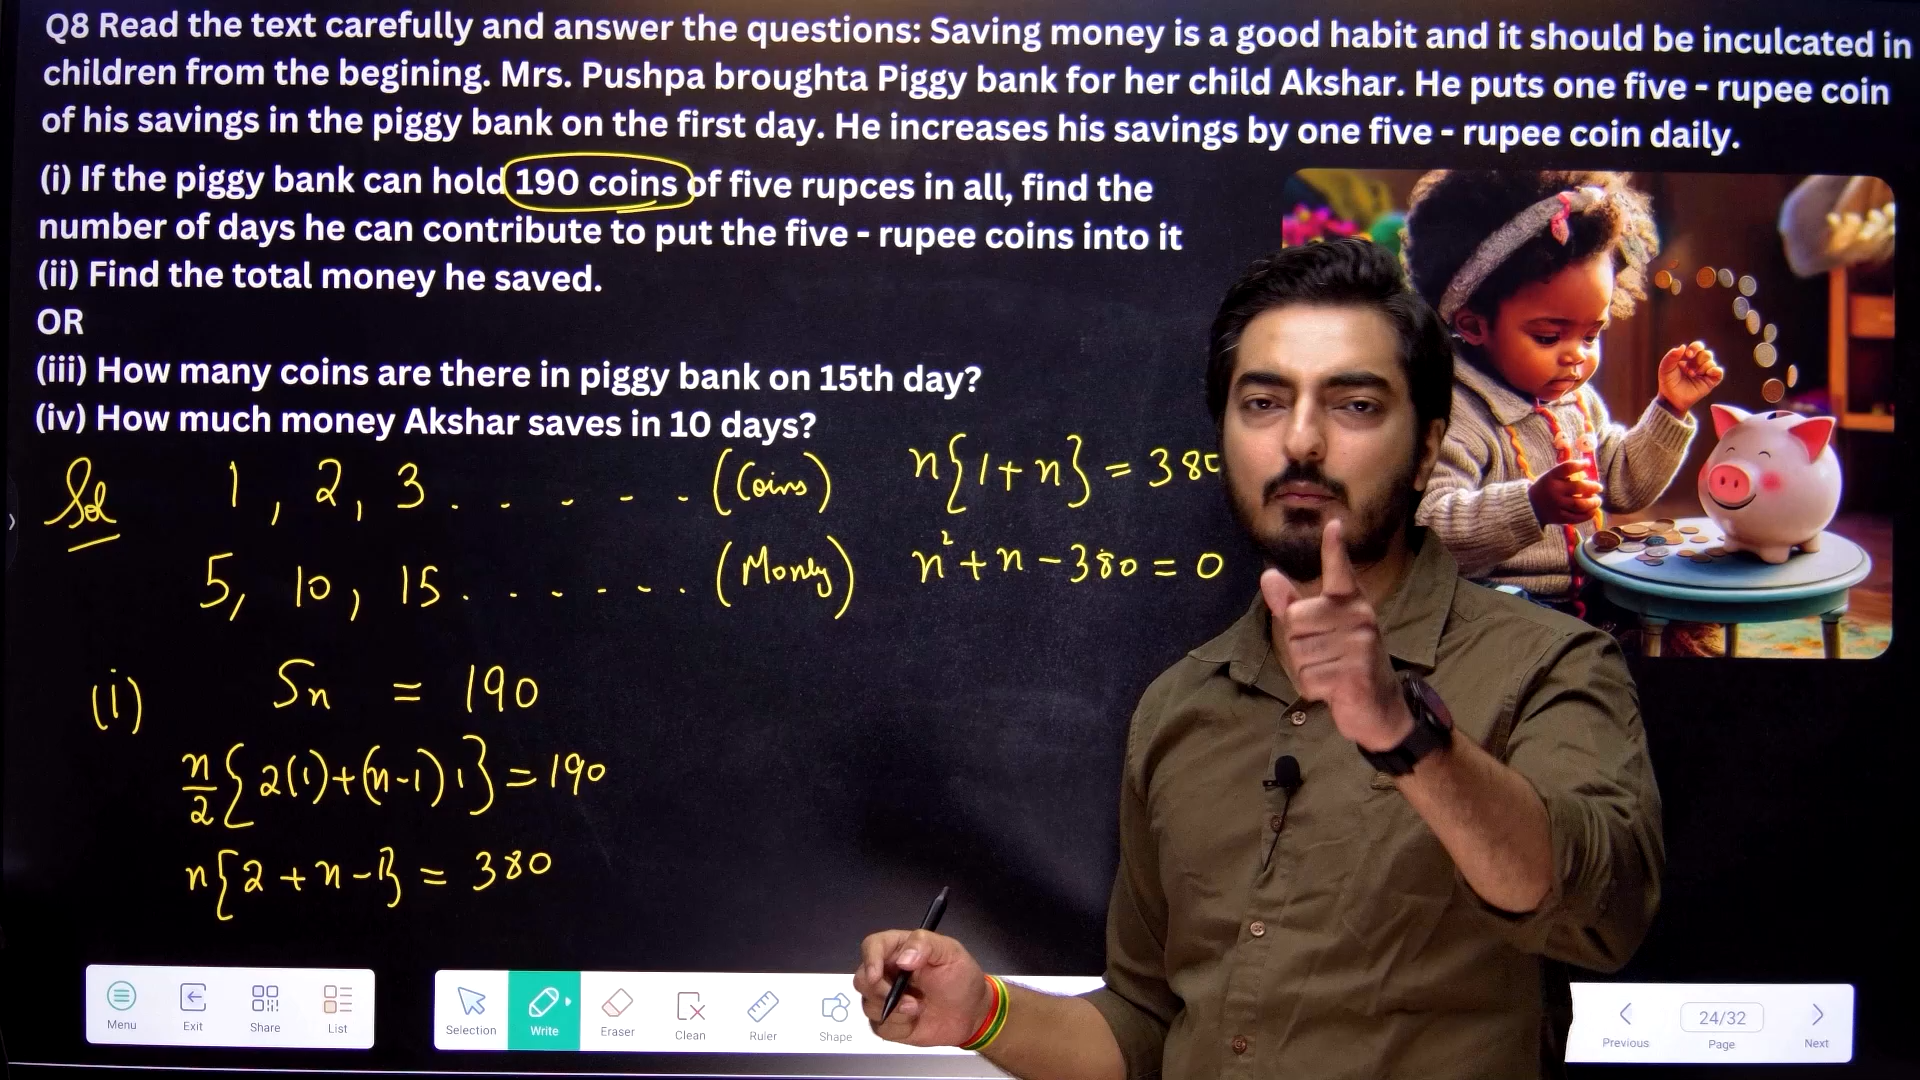 Q8 Read the text carefully and answer the questions: Saving money is a good habit and it should be inculcated in
children from the begining. Mrs. Pushpa broughta Piggy bank for her child Akshar. He puts one five - rupee coin
of his savings in the piggy bank on the first day. He increases his savings by one five - rupee coin daily.
(i) If the piggy bank can hold 190 coins of five rupces in all, find the
number of days he can contribute to put the five - rupee coins into it
(ii) Find the total money he saved.
OR
(iii) How many coins are there in piggy bank on 15th day?
(iv) How much money Akshar saves in 10 days?
Sol 1, 2, 3 . . . . . (Coins)
5, 10, 15 . . . . . . (Money)
(i) Sn = 190
n/2{2(1)+(n-1)1}=190
n{2+n-1} = 380
n{1+n} = 380
n²+n-380=0
Menu Exit Share List
Selection Write Eraser Clean Ruler Shape
Previous 24/32 Page Next